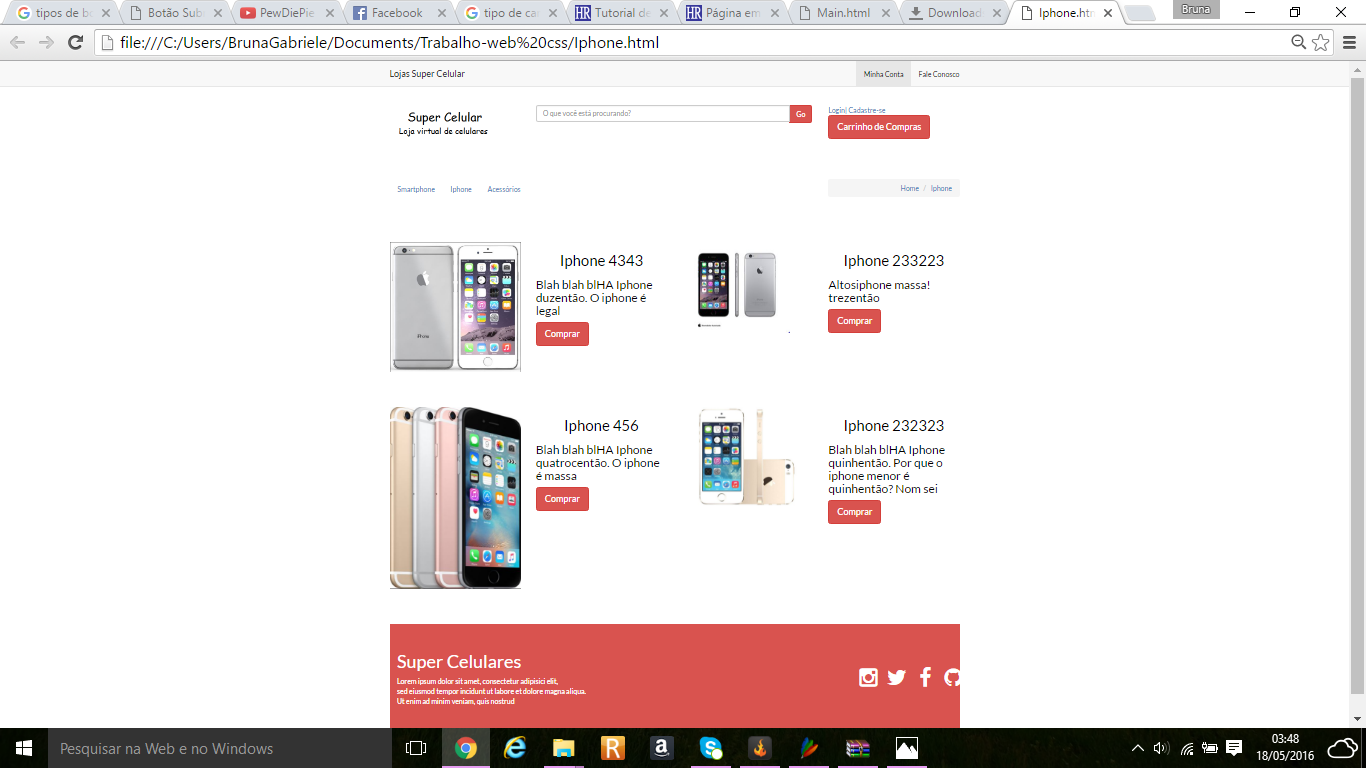 tipos de bo
Botão Sub
PewDiePie
Facebook
tipo de ca
Tutorial de
Página em
Main.html
Download
Iphone.htm
Bruna
file:///C:/Users/BrunaGabriele/Documents/Trabalho-web%20css/Iphone.html
Lojas Super Celular
Minha Conta
Fale Conosco
Super Celular
Loja virtual de celulares
O que você está procurando?
Go
Login| Cadastre-se
Carrinho de Compras
Smartphone
Iphone
Acessórios
Home / Iphone
Iphone 4343
Blah blah blHA Iphone
duzentão. O iphone é
legal
Comprar
Iphone 233223
Altosiphone massa!
trezentão
Comprar
Iphone 456
Blah blah blHA Iphone
quatrocentão. O iphone
é massa
Comprar
Iphone 232323
Blah blah blHA Iphone
quinhentão. Por que o
iphone menor é
quinhentão? Nom sei
Comprar
Super Celulares
Lorem ipsum dolor sit amet, consectetur adipisici elit,
sed eiusmod tempor incidunt ut labore et dolore magna aliqua.
Ut enim ad minim veniam, quis nostrud
Pesquisar na Web e no Windows
03:48
18/05/2016